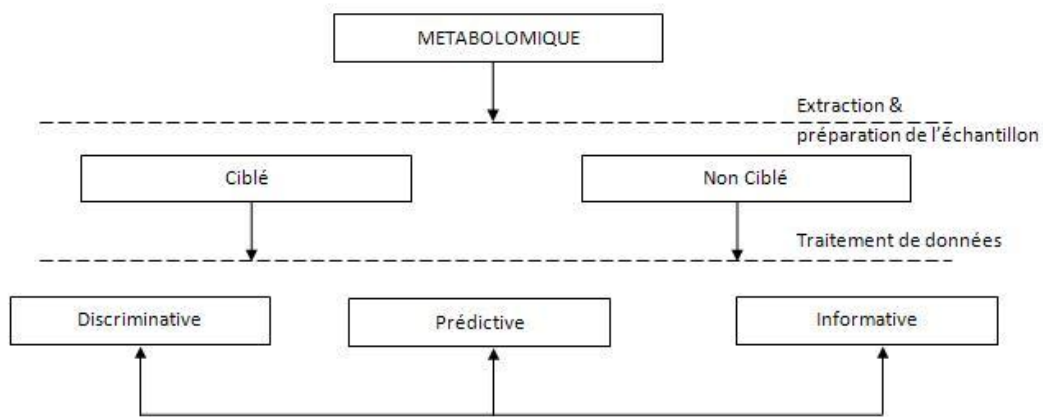 METABOLOMIQUE
Extraction &
préparation de l'échantillon
Ciblé
Non Ciblé
Traitement de données
Discriminative
Prédictive
Informative